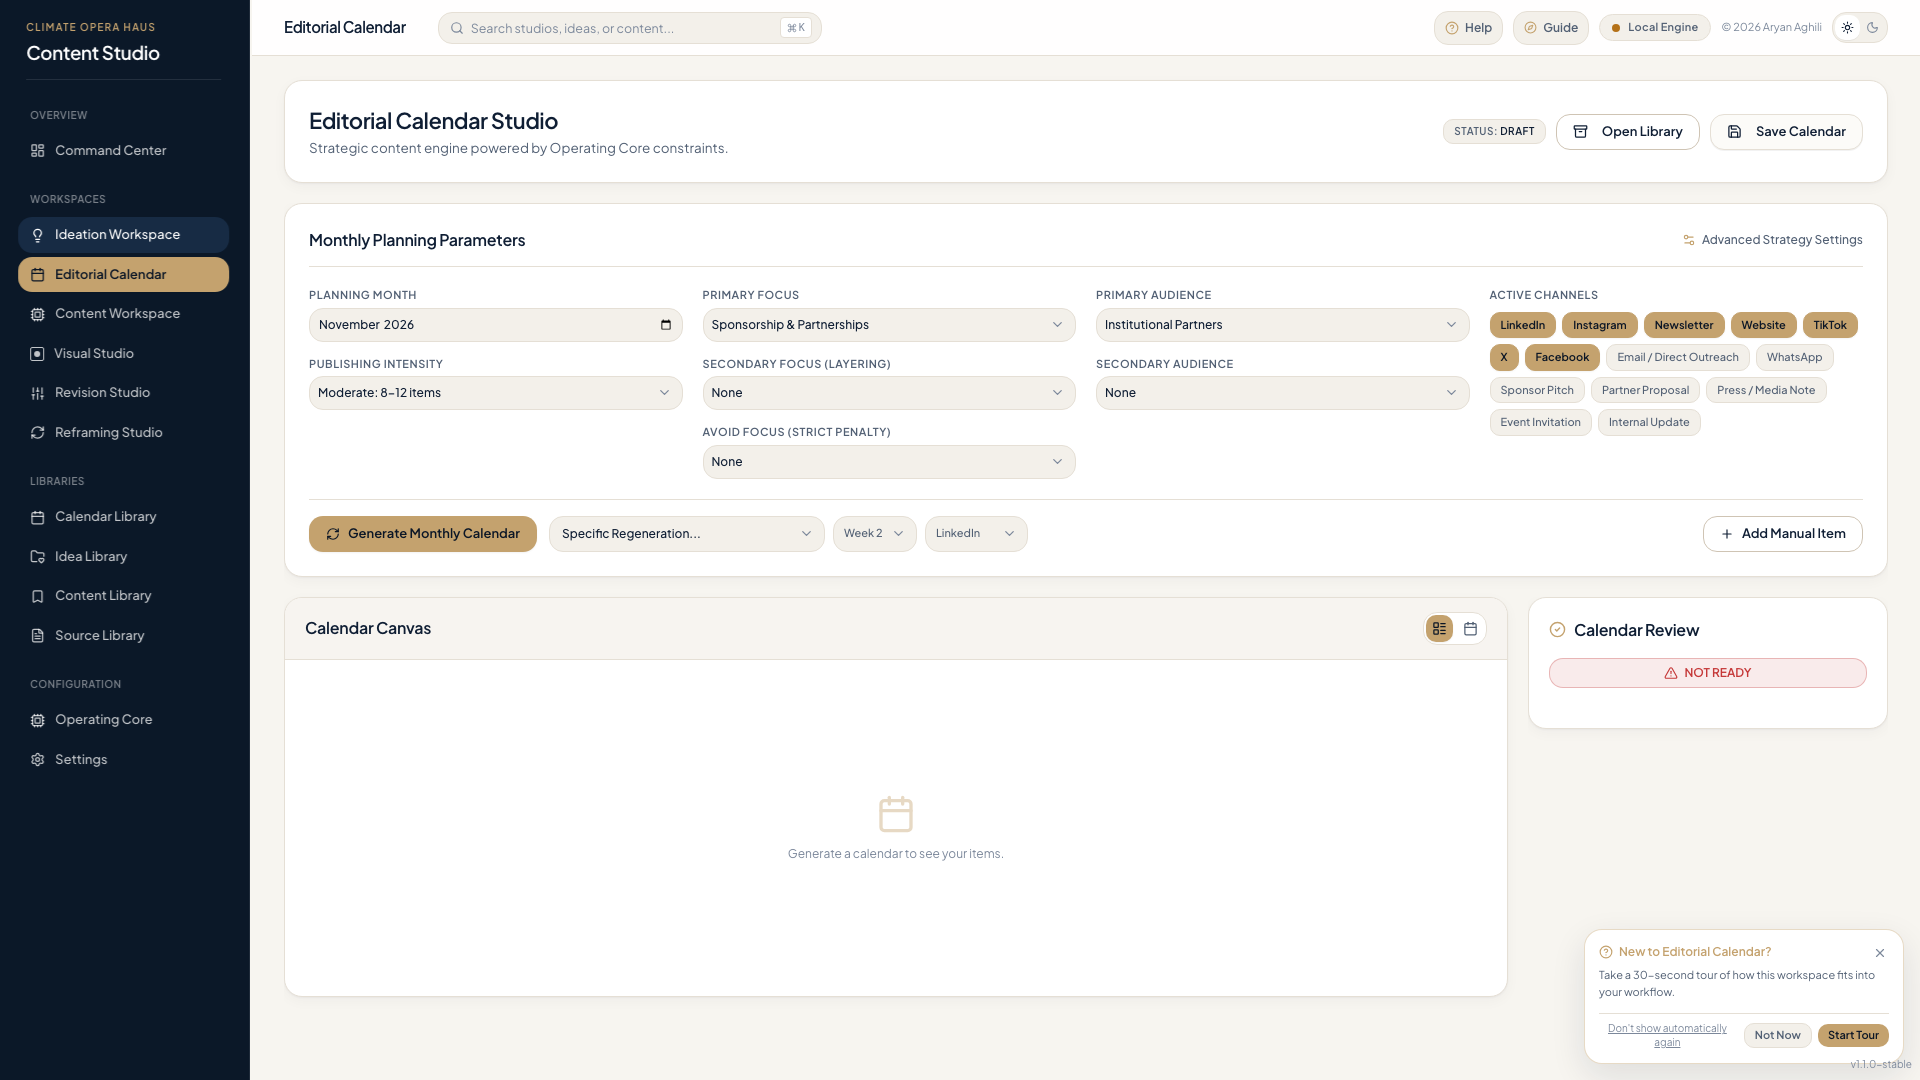 CLIMATE OPERA HAUS
Content Studio
OVERVIEW
Command Center
WORKSPACES
Ideation Workspace
Editorial Calendar
Content Workspace
Visual Studio
Revision Studio
Reframing Studio
LIBRARIES
Calendar Library
Idea Library
Content Library
Source Library
CONFIGURATION
Operating Core
Settings
Editorial Calendar
Search studios, ideas, or content...
⌘ K
Help
Guide
Local Engine
© 2026 Aryan Aghili
Editorial Calendar Studio
Strategic content engine powered by Operating Core constraints.
STATUS: DRAFT
Open Library
Save Calendar
Monthly Planning Parameters
Advanced Strategy Settings
PLANNING MONTH
November 2026
PUBLISHING INTENSITY
Moderate: 8–12 items
PRIMARY FOCUS
Sponsorship & Partnerships
SECONDARY FOCUS (LAYERING)
None
AVOID FOCUS (STRICT PENALTY)
None
PRIMARY AUDIENCE
Institutional Partners
SECONDARY AUDIENCE
None
ACTIVE CHANNELS
LinkedIn Instagram Newsletter Website TikTok
X Facebook Email / Direct Outreach WhatsApp
Sponsor Pitch Partner Proposal Press / Media Note
Event Invitation Internal Update
Generate Monthly Calendar
Specific Regeneration...
Week 2
LinkedIn
Add Manual Item
Calendar Canvas
Generate a calendar to see your items.
Calendar Review
NOT READY
New to Editorial Calendar?
Take a 30-second tour of how this workspace fits into
your workflow.
Don't show automatically
again
Not Now
Start Tour
v1.1.0-stable